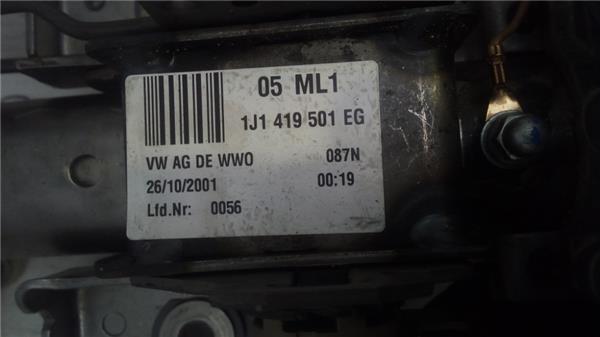 05 ML1
1J1 419 501 EG
VW AG DE WWO 087N
26/10/2001 00:19
Lfd.Nr: 0056